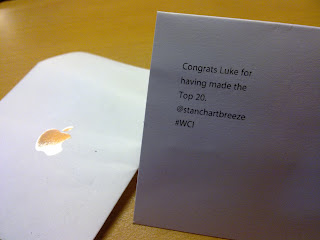 Congrats Luke for
having made the
Top 20.
@stanchartbreeze
#WCI